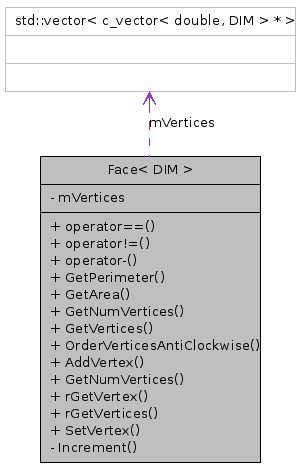 std::vector< c_vector< double, DIM > * >
mVertices
Face< DIM >
- mVertices
+ operator==()
+ operator!=()
+ operator-()
+ GetPerimeter()
+ GetArea()
+ GetNumVertices()
+ GetVertices()
+ OrderVerticesAntiClockwise()
+ AddVertex()
+ GetNumVertices()
+ rGetVertex()
+ rGetVertices()
+ SetVertex()
- Increment()